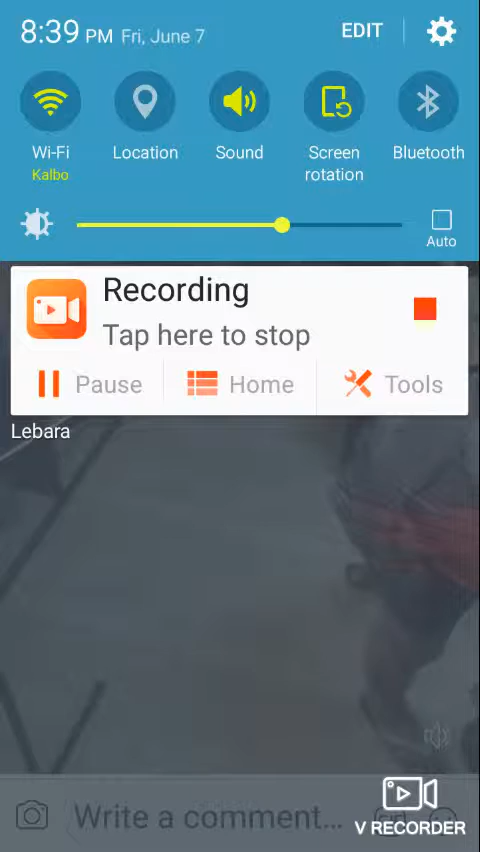 8:39 PM Fri, June 7 EDIT
Wi-Fi Location Sound Screen rotation Bluetooth
Kalbo
Auto
Recording
Tap here to stop
Pause Home Tools
Lebara
Write a comment...
GIF
V RECORDER